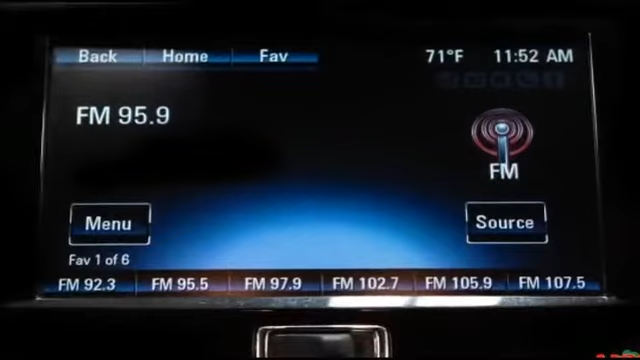 Back Home Fav 71°F 11:52 AM
FM 95.9
FM
Menu Source
Fav 1 of 6
FM 92.3 FM 95.5 FM 97.9 FM 102.7 FM 105.9 FM 107.5